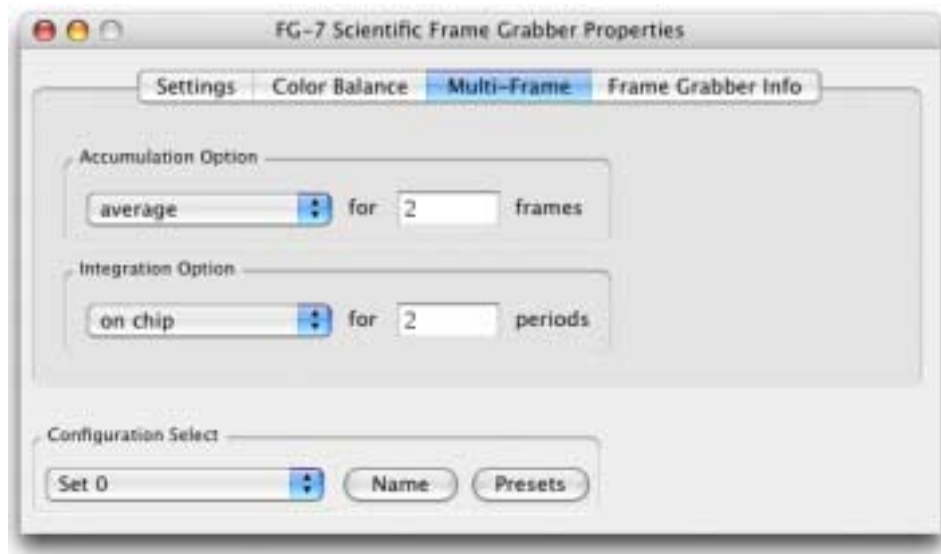 FG-7 Scientific Frame Grabber Properties
Settings Color Balance Multi-Frame Frame Grabber Info
Accumulation Option
average for 2 frames
Integration Option
on chip for 2 periods
Configuration Select
Set 0 Name Presets